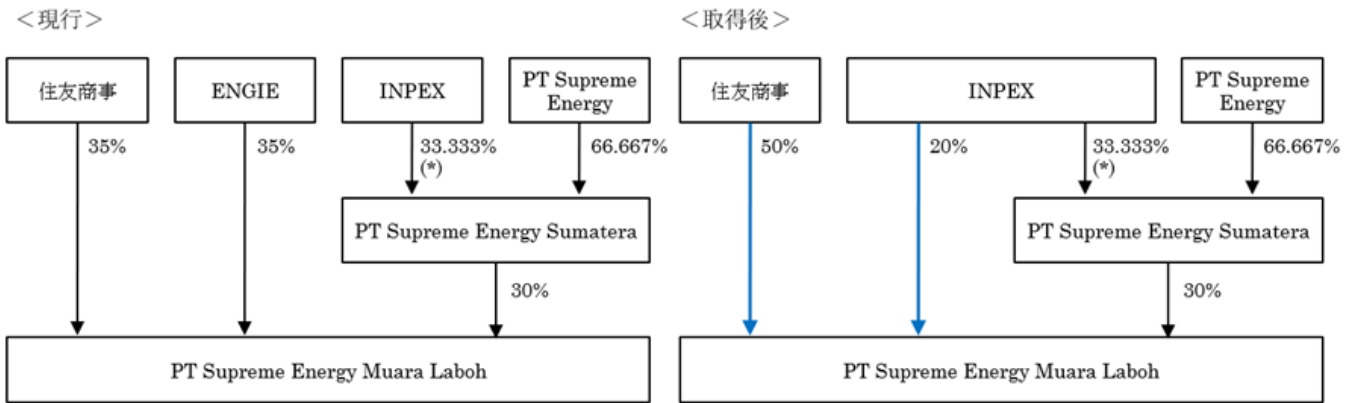 ＜現行＞
住友商事
ENGIE
INPEX
PT Supreme
Energy
35%
35%
33.333%
(*)
66.667%
PT Supreme Energy Sumatera
30%
PT Supreme Energy Muara Laboh
＜取得後＞
住友商事
INPEX
PT Supreme
Energy
50%
20%
33.333%
(*)
66.667%
PT Supreme Energy Sumatera
30%
PT Supreme Energy Muara Laboh